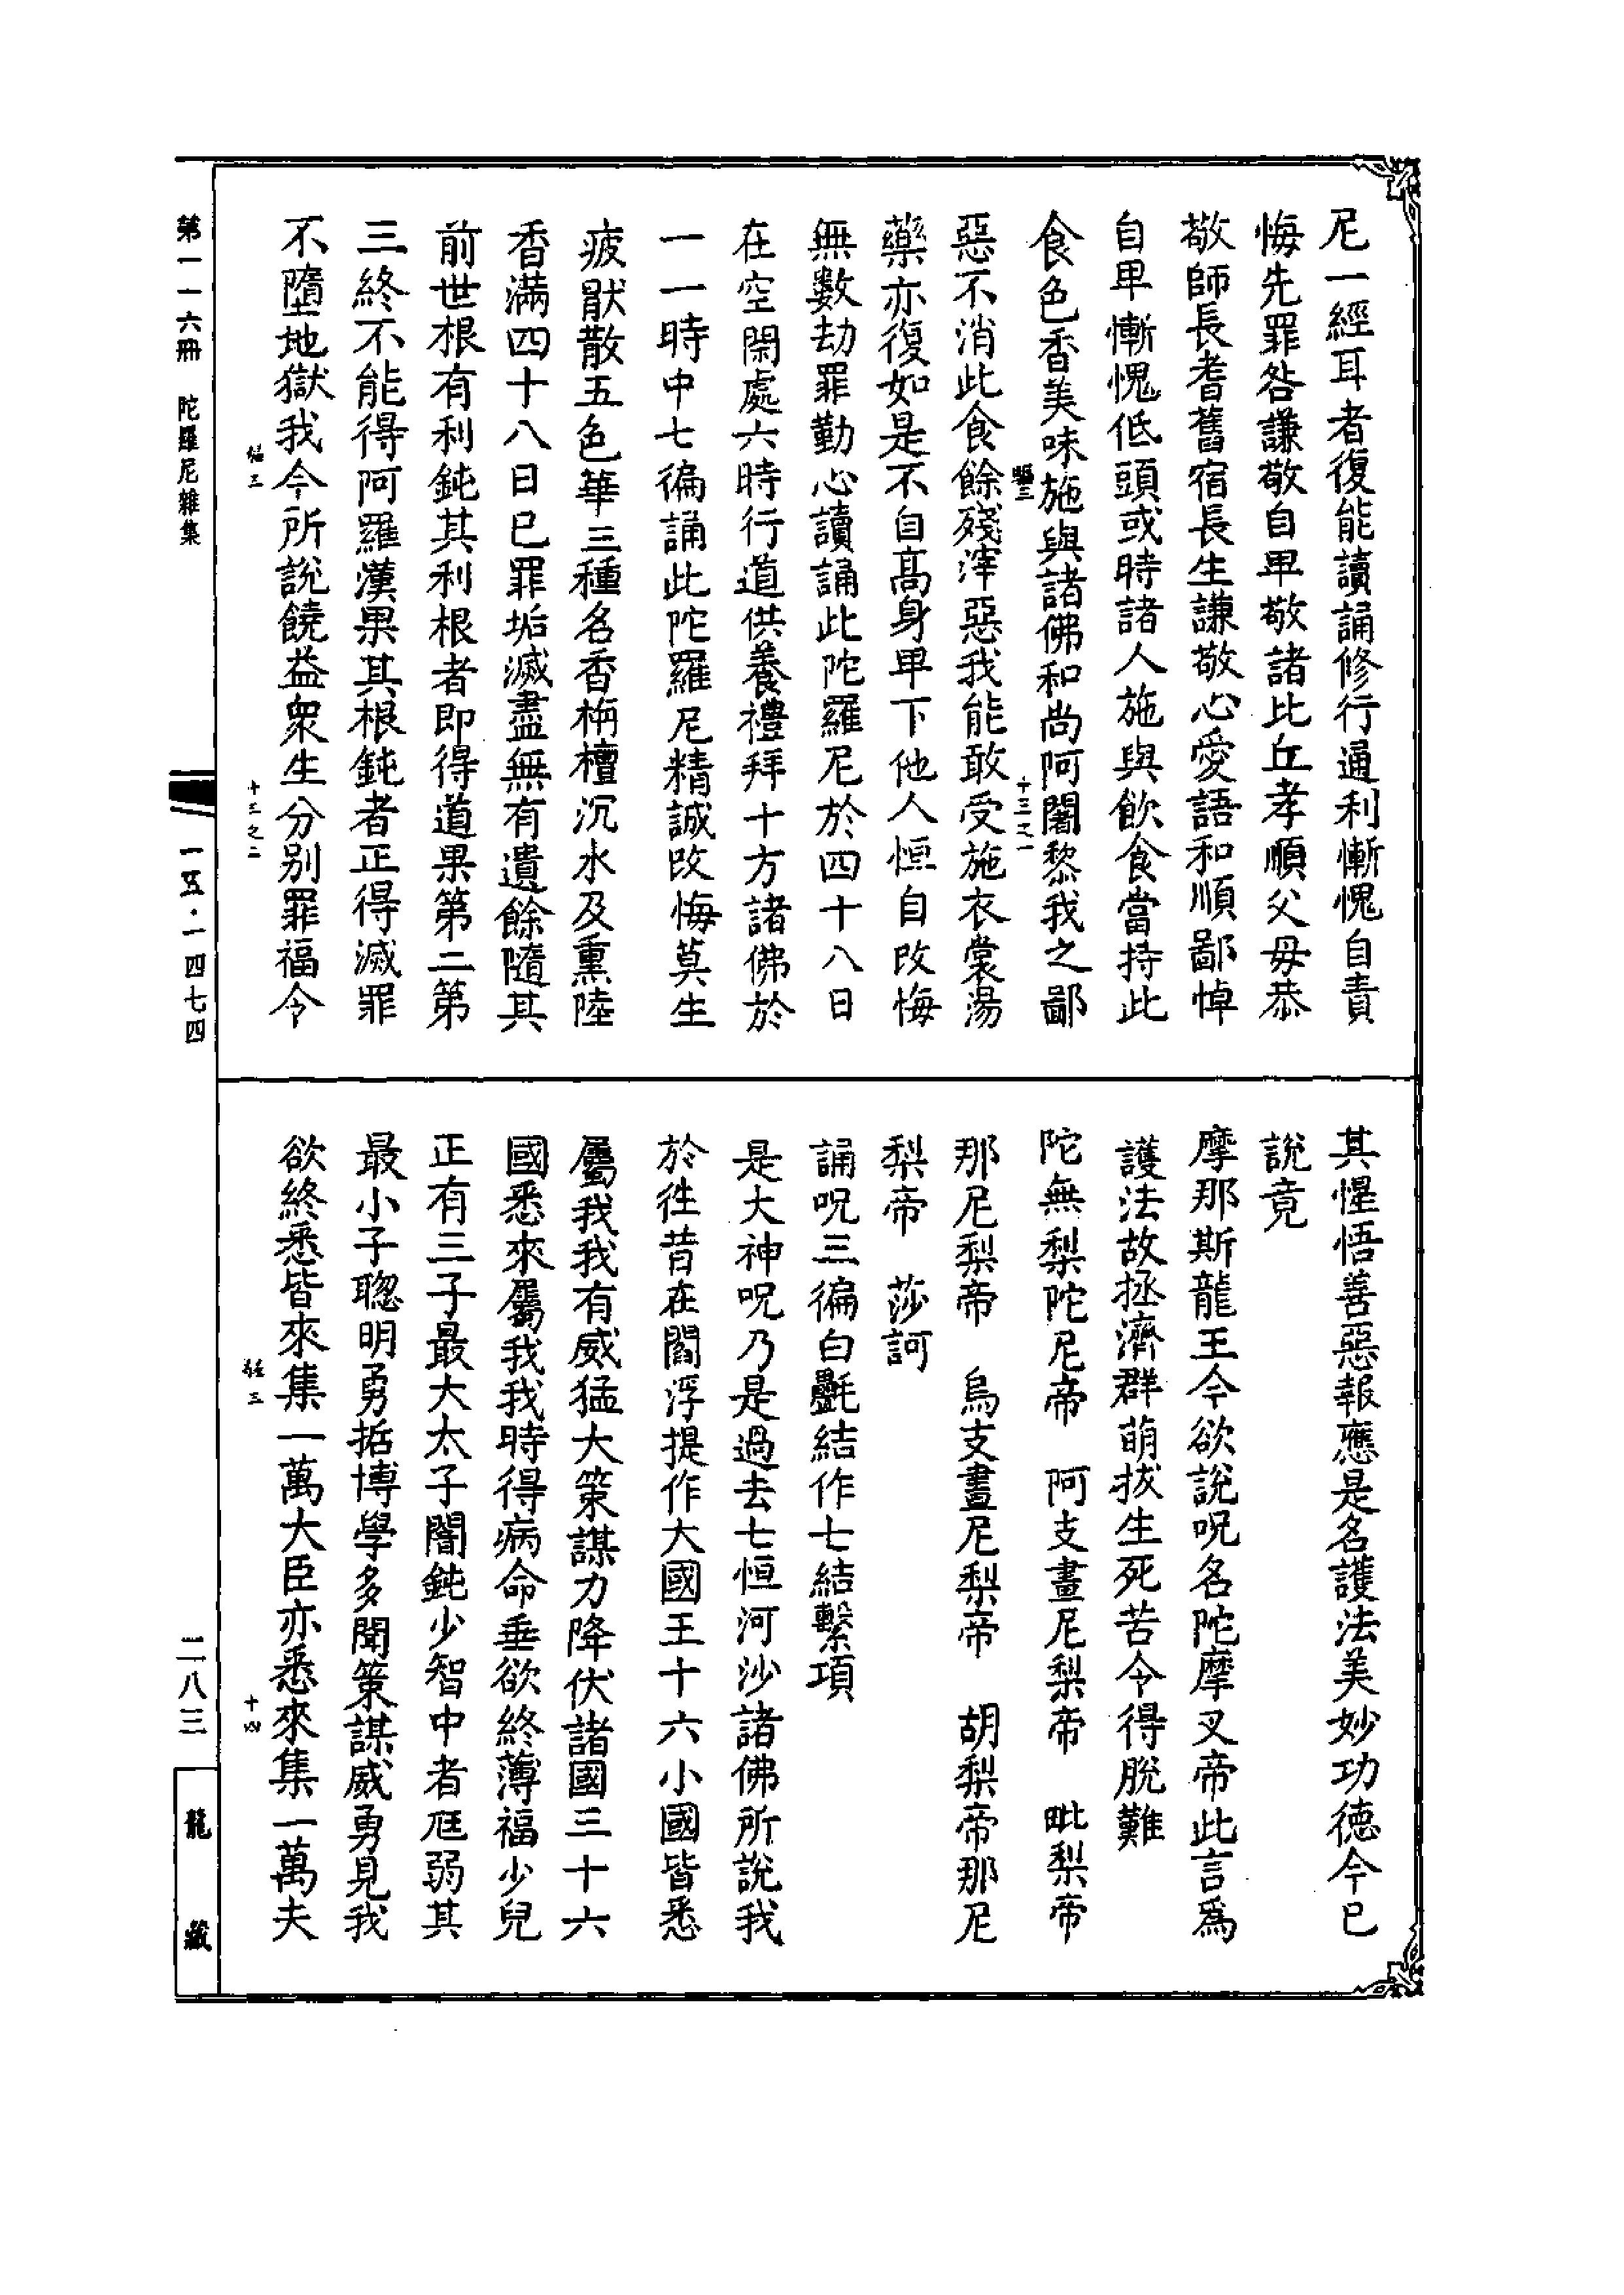 尼一經耳者復能讀誦修行通利慚愧自責
悔先罪咎謙敬自卑敬諸比丘孝順父母恭
敬師長耆舊宿長生謙敬心愛語和順鄙悼
自卑慚愧低頭或時諸人施與飲食當持此
食色香美味施與諸佛和尚阿闍黎我之鄙
惡不消此食餘殘滓惡我能敢受施衣裳湯
藥亦復如是不自高身卑下他人恒自改悔
無數劫罪勤心讀誦此陀羅尼於四十八日
在空閑處六時行道供養禮拜十方諸佛於
一一時中七徧誦此陀羅尼精誠改悔莫生
疲厭散五色華三種名香栴檀沉水及熏陸
香滿四十八日已罪垢滅盡無有遺餘隨其
前世根有利鈍其利根者即得道果第二第
三終不能得阿羅漢果其根鈍者正得滅罪
不墮地獄我今所說饒益眾生分別罪福令
其惺悟善惡報應是名護法美妙功德今已
說竟
摩那斯龍王今欲說呪名陀摩叉帝此言為
護法故拯濟群萌拔生死苦令得脫難
陀無梨陀尼帝　阿支晝尼梨帝　毗梨帝
那尼梨帝　烏支晝尼梨帝　胡梨帝那尼
梨帝　莎訶
誦呪三徧白氎結作七結繫項
是大神呪乃是過去七恒河沙諸佛所說我
於徃昔在閻浮提作大國王十六小國皆悉
屬我我有威猛大策謀力降伏諸國三十六
國悉來屬我我時得病命垂欲終薄福少兒
正有三子最大太子闇鈍少智中者尫弱其
最小子聰明勇括博學多聞策謀威勇見我
欲終悉皆來集一萬大臣亦悉來集一萬夫
第一一六冊　陀羅尼雜集
一五·一四七四
二八三
龍藏
十三之一
十三之二
十四